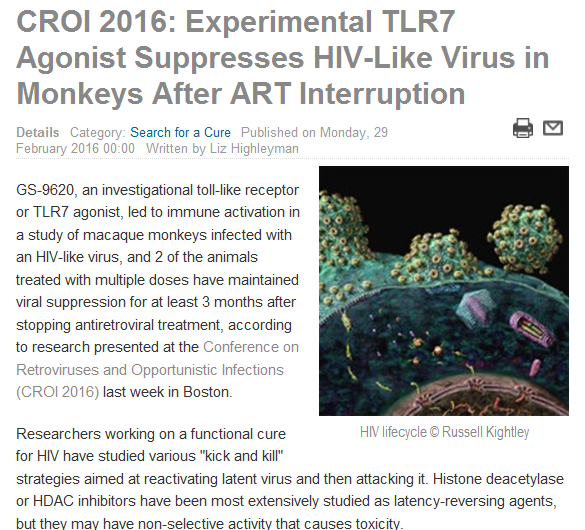 CROI 2016: Experimental TLR7
Agonist Suppresses HIV-Like Virus in
Monkeys After ART Interruption
Details Category: Search for a Cure Published on Monday, 29
February 2016 00:00 Written by Liz Highleyman
GS-9620, an investigational toll-like receptor
or TLR7 agonist, led to immune activation in
a study of macaque monkeys infected with
an HIV-like virus, and 2 of the animals
treated with multiple doses have maintained
viral suppression for at least 3 months after
stopping antiretroviral treatment, according
to research presented at the Conference on
Retroviruses and Opportunistic Infections
(CROI 2016) last week in Boston.
HIV lifecycle © Russell Kightley
Researchers working on a functional cure
for HIV have studied various "kick and kill"
strategies aimed at reactivating latent virus and then attacking it. Histone deacetylase
or HDAC inhibitors have been most extensively studied as latency-reversing agents,
but they may have non-selective activity that causes toxicity.